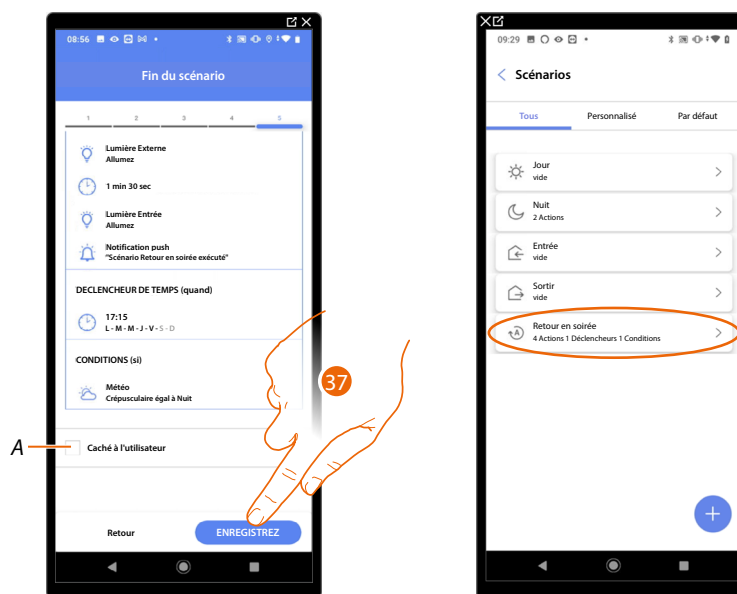 08:56
Fin du scénario
1 2 3 4 5
Lumière Externe
Allumez
1 min 30 sec
Lumière Entrée
Allumez
Notification push
"Scénario Retour en soirée exécuté"
DECLENCHEUR DE TEMPS (quand)
17:15
L - M - M - J - V - S - D
CONDITIONS (si)
Météo
Crépusculaire égal à Nuit
A
Caché à l'utilisateur
Retour
ENREGISTREZ
37
09:29
Scénarios
Tous Personnalisé Par défaut
Jour
vide
Nuit
2 Actions
Entrée
vide
Sortir
vide
A
Retour en soirée
4 Actions 1 Déclencheurs 1 Conditions